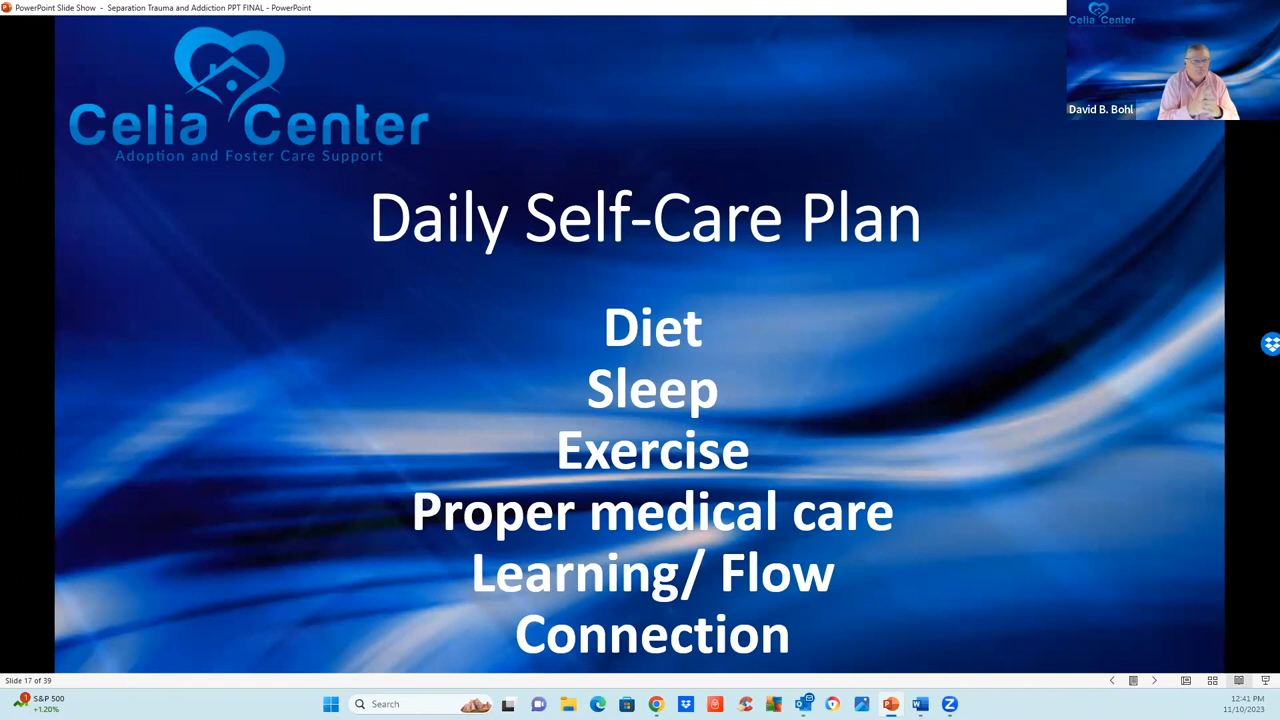 PowerPoint Slide Show - Separation Trauma and Addiction PPT FINAL - PowerPoint
Celia Center
Adoption and Foster Care Support
Celia Center
David B. Bohl
Daily Self-Care Plan
Diet
Sleep
Exercise
Proper medical care
Learning/ Flow
Connection
Slide 17 of 39
1
S&P 500
+1.20%
Search
12:41 PM
11/10/2023